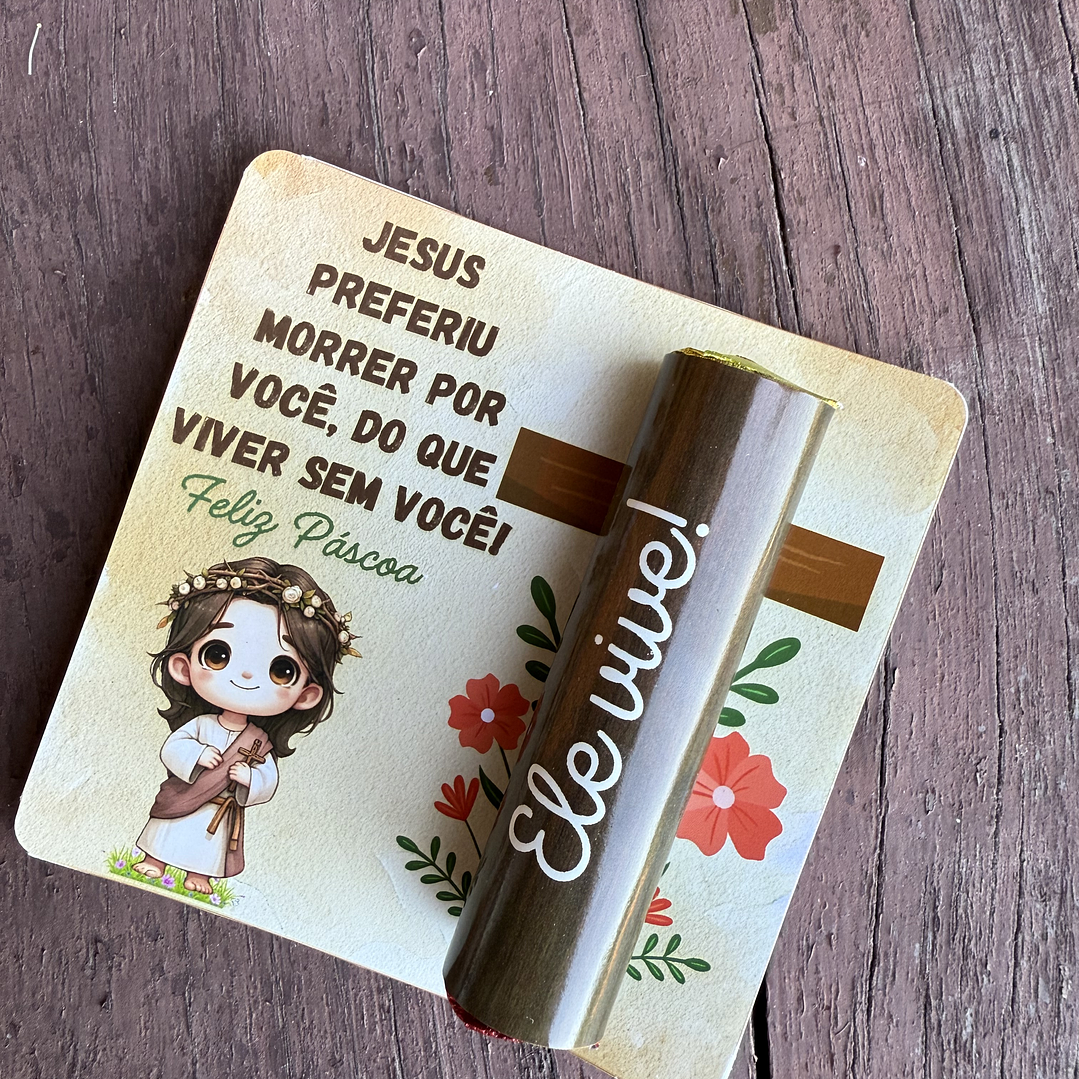 JESUS
PREFERIU
MORRER POR
VOCÊ, DO QUE
VIVER SEM VOCÊ!
Feliz Páscoa
Ele vive!